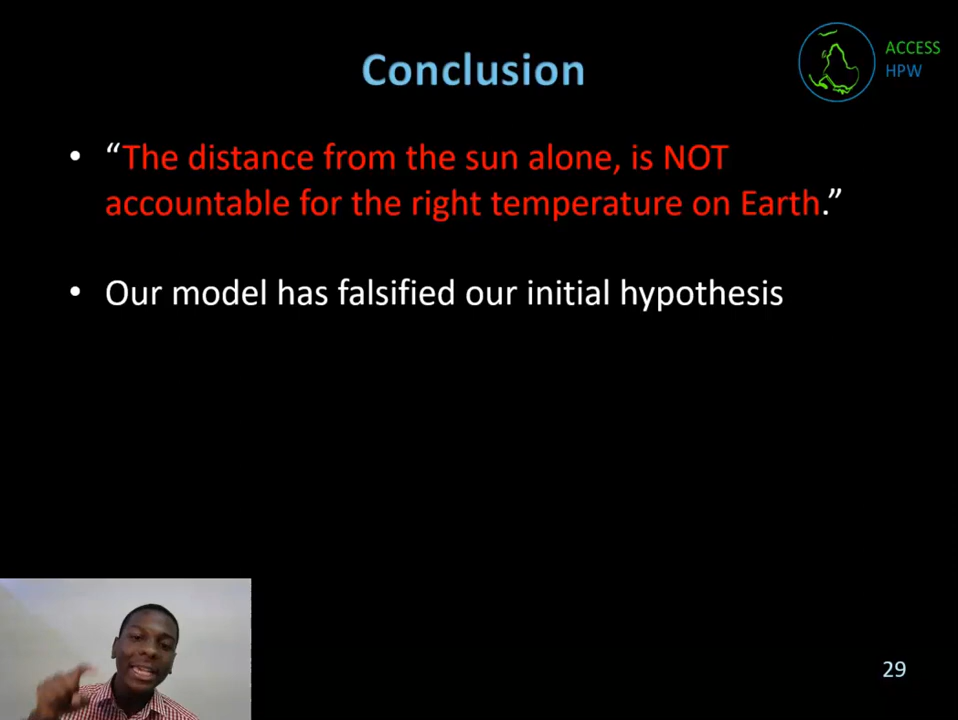 Conclusion
ACCESS
HPW
• “The distance from the sun alone, is NOT
accountable for the right temperature on Earth.”
• Our model has falsified our initial hypothesis
29